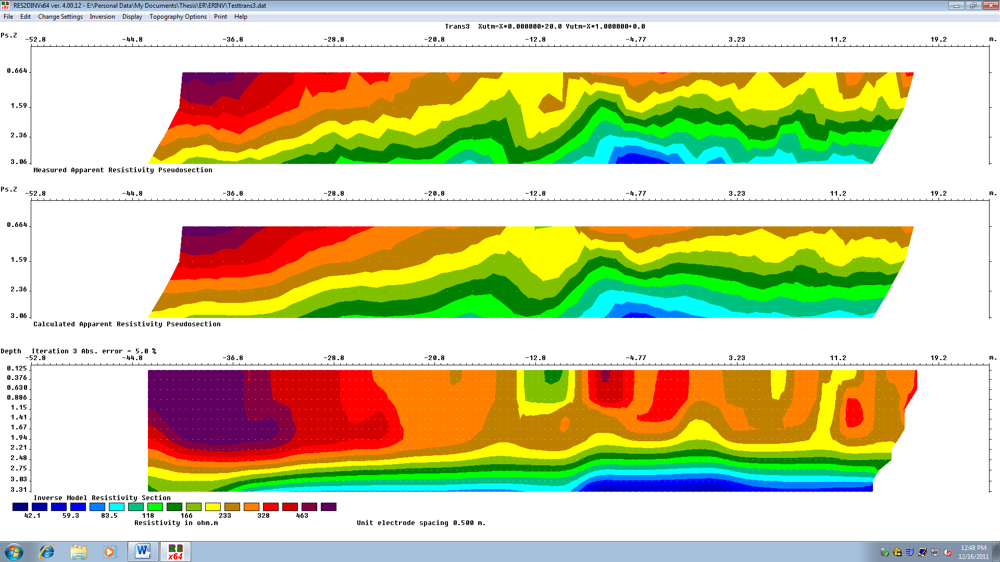 RES2DINVx64 ver. 4.00.12 - E:\Personal Data\My Documents\Thesis\ER\ERINV\Testtrans3.dat
File Edit Change Settings Inversion Display Topography Options Print Help
Trans3 Xutm=X*0.000000+20.0 Yutm=X*1.000000+0.0
Ps.Z -52.8 -44.8 -36.8 -28.8 -20.8 -12.8 -4.77 3.23 11.2 19.2 m.
0.664
1.59
2.36
3.06
Measured Apparent Resistivity Pseudosection
Ps.Z -52.8 -44.8 -36.8 -28.8 -20.8 -12.8 -4.77 3.23 11.2 19.2 m.
0.664
1.59
2.36
3.06
Calculated Apparent Resistivity Pseudosection
Depth Iteration 3 Abs. error = 5.0 %
-52.8 -44.8 -36.8 -28.8 -20.8 -12.8 -4.77 3.23 11.2 19.2 m.
0.125
0.376
0.630
0.886
1.15
1.41
1.67
1.94
2.21
2.48
2.75
3.03
3.31
Inverse Model Resistivity Section
42.1 59.3 83.5 118 166 233 328 463
Resistivity in ohm.m Unit electrode spacing 0.500 m.
W R2 x64
12:48 PM
12/16/2011